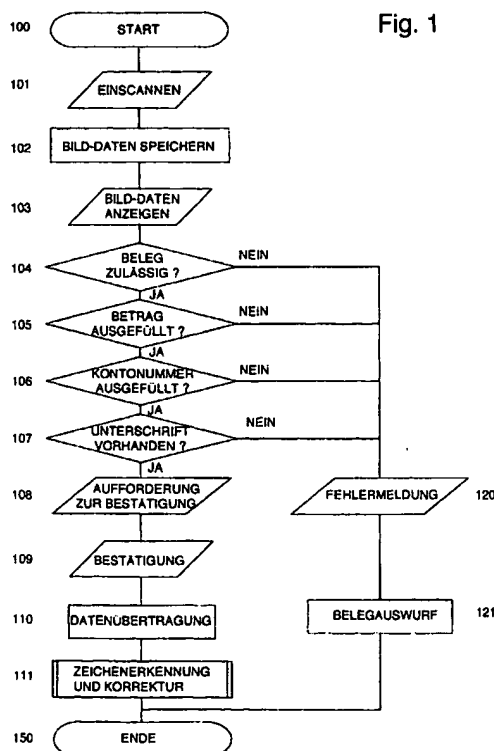 Fig. 1
100 START
101 EINSCANNEN
102 BILD-DATEN SPEICHERN
103 BILD-DATEN
ANZEIGEN
104 BELEG
ZULÄSSIG ?
NEIN
JA
105 BETRAG
AUSGEFÜLLT ?
NEIN
JA
106 KONTONUMMER
AUSGEFÜLLT ?
NEIN
JA
107 UNTERSCHRIFT
VORHANDEN ?
NEIN
JA
108 AUFFORDERUNG
ZUR BESTÄTIGUNG
FEHLERMELDUNG 120
109 BESTÄTIGUNG
110 DATENÜBERTRAGUNG
BELEGAUSWURF 121
111 ZEICHENERKENNUNG
UND KORREKTUR
150 ENDE